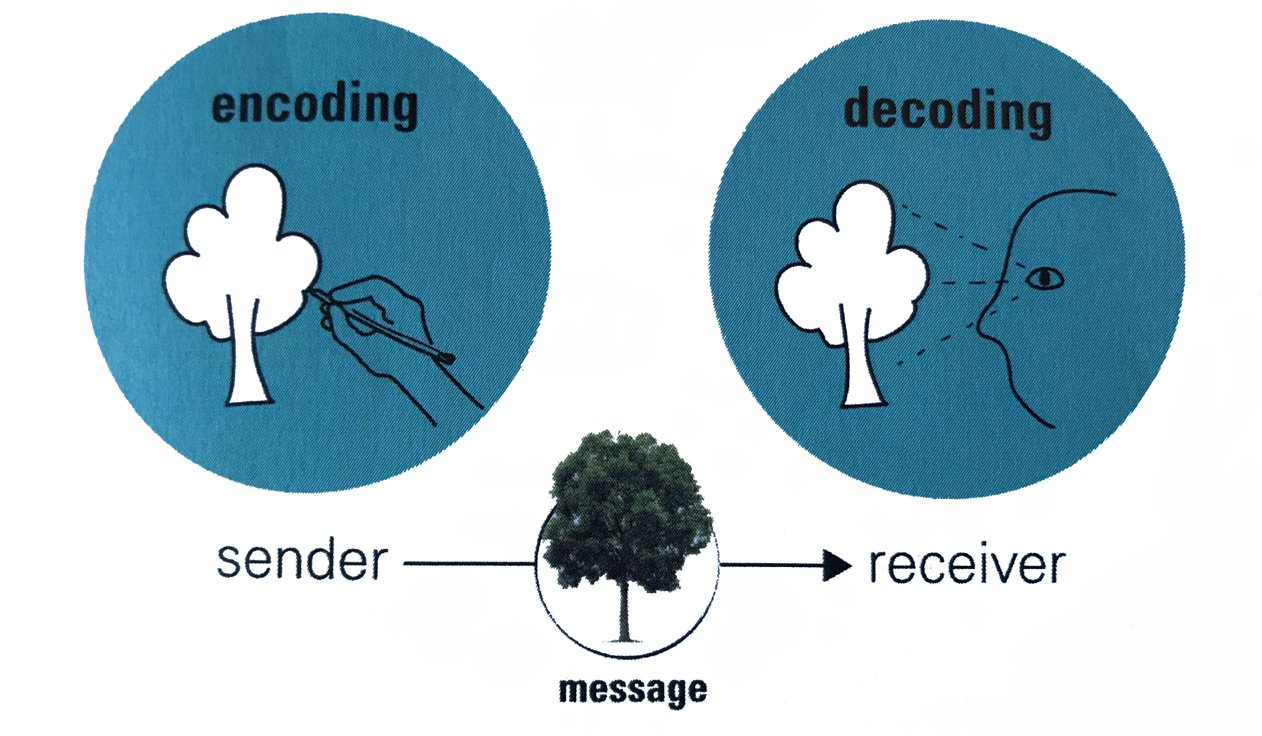 encoding
decoding
sender
receiver
message